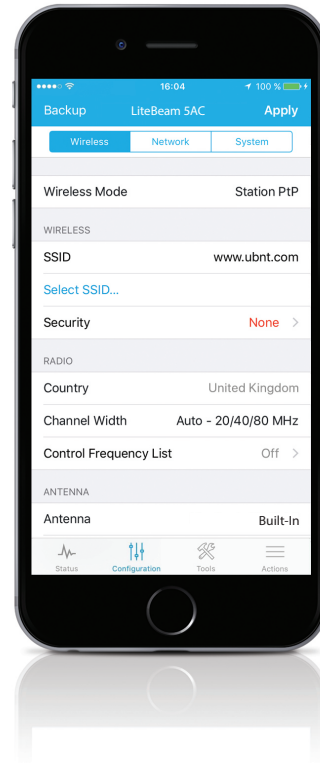 16:04 100 %
Backup LiteBeam 5AC Apply
Wireless Network System
Wireless Mode Station PtP
WIRELESS
SSID www.ubnt.com
Select SSID...
Security None
RADIO
Country United Kingdom
Channel Width Auto - 20/40/80 MHz
Control Frequency List Off
ANTENNA
Antenna Built-In
Status Configuration Tools Actions